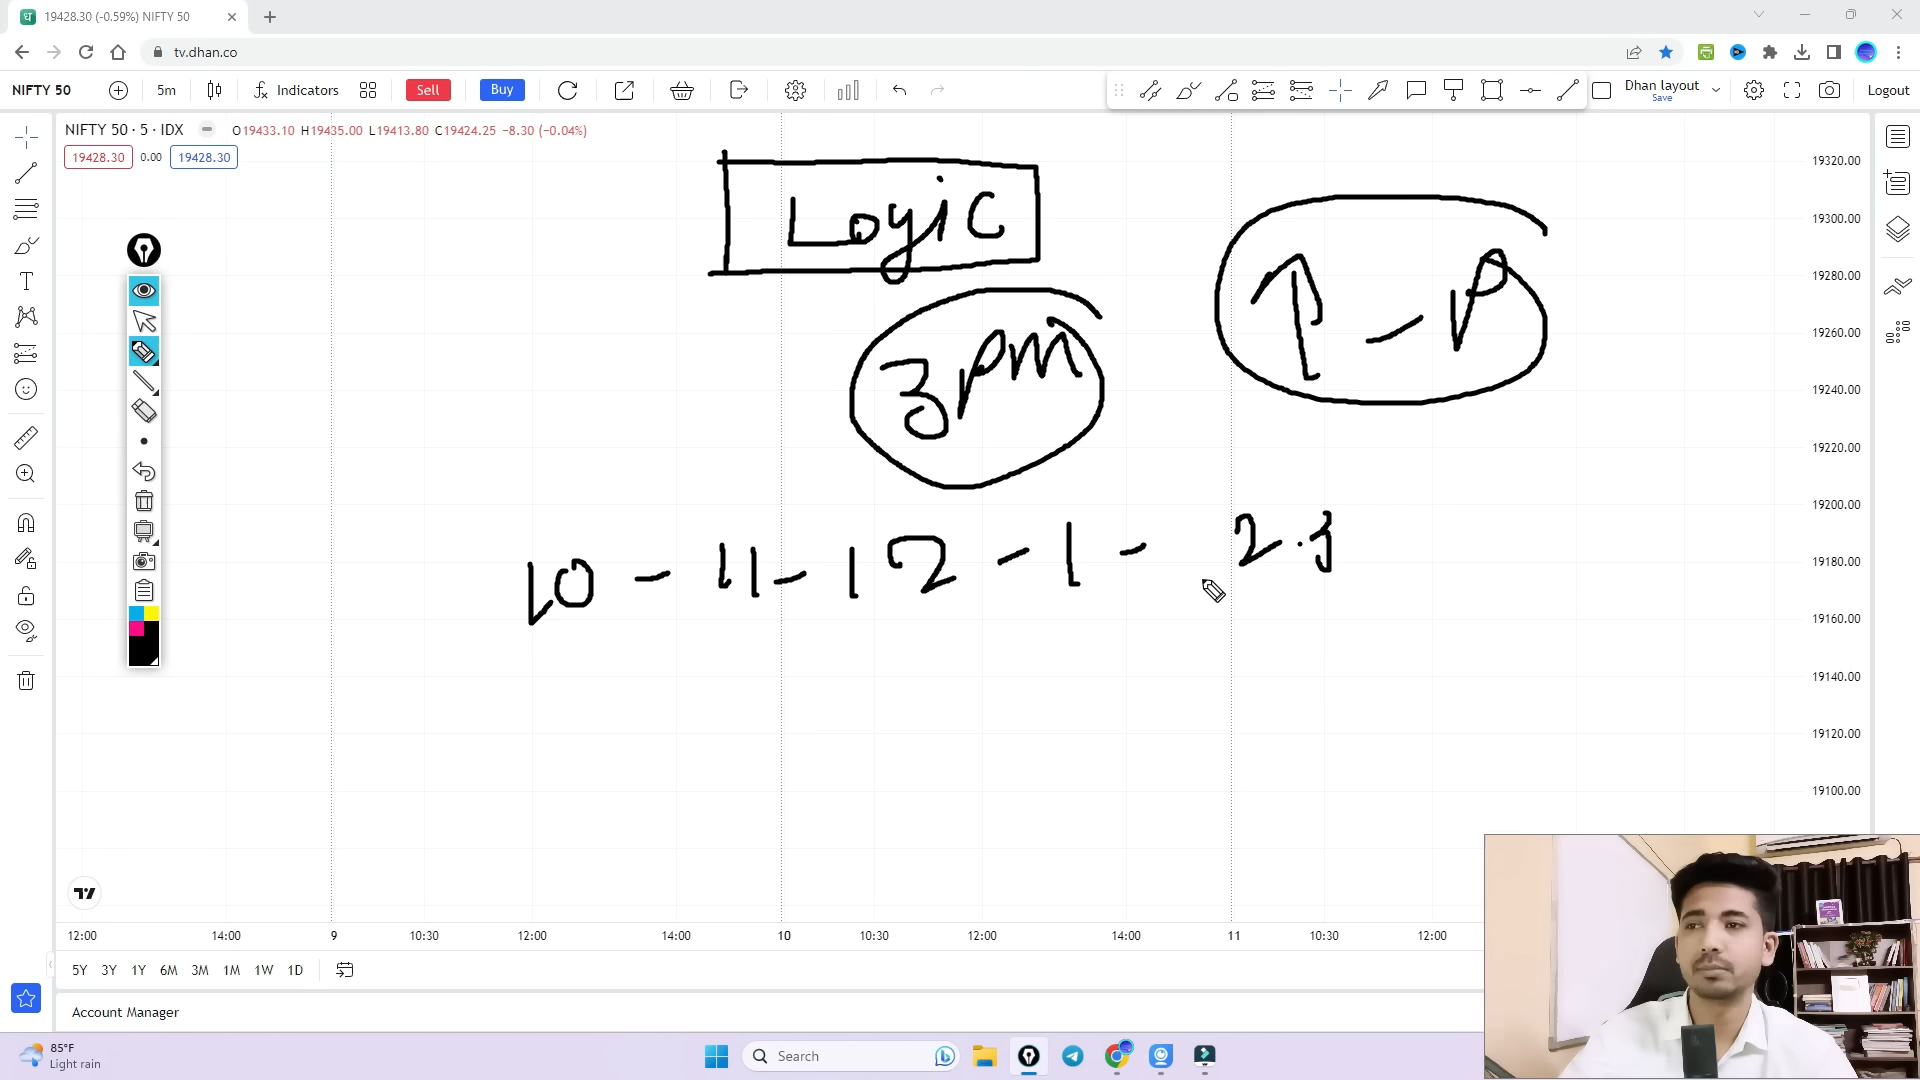 19428.30 (-0.59%) NIFTY 50
tv.dhan.co
NIFTY 50 5m Indicators Sell Buy Dhan layout Save Logout
NIFTY 50 · 5 · IDX O19433.10 H19435.00 L19413.80 C19424.25 −8.30 (−0.04%)
19428.30 0.00 19428.30
Logic
3pm
↑ - P
10 - 11 - 12 - 1 - 2.
19320.00
19300.00
19280.00
19260.00
19240.00
19220.00
19200.00
19180.00
19160.00
19140.00
19120.00
19100.00
12:00 14:00 9 10:30 12:00 14:00 10 10:30 12:00 14:00 11 10:30 12:00
5Y 3Y 1Y 6M 3M 1M 1W 1D
Account Manager
85°F
Light rain
Search